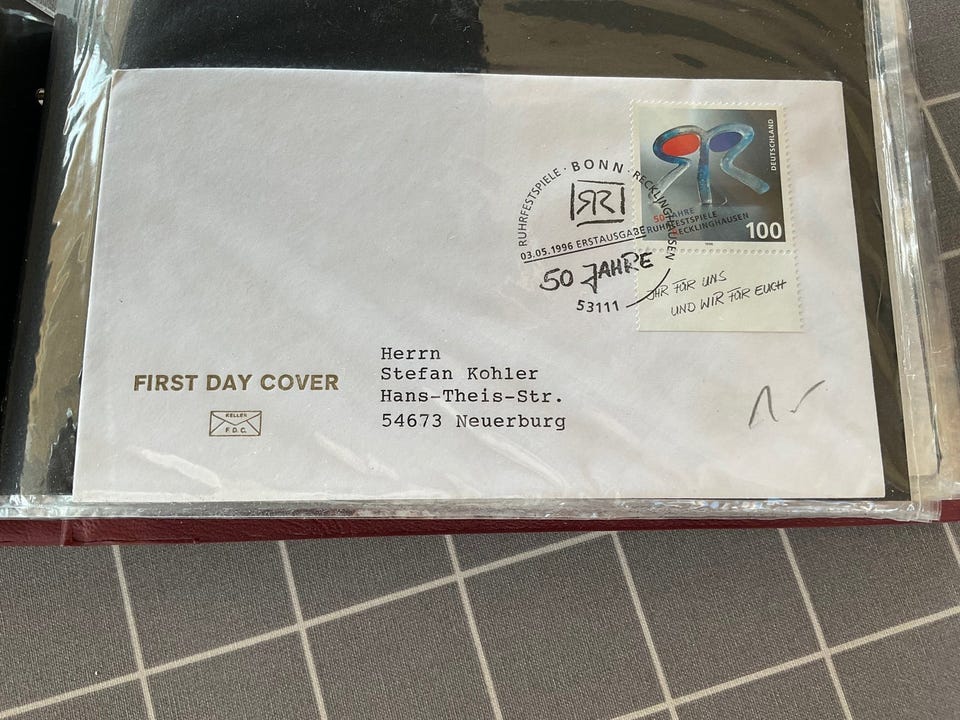 RUHRFESTSPIELE · BONN · RECKLINGHAUSEN
03.05.1996 ERSTAUSGABE
50 JAHRE
53111
DEUTSCHLAND
50 JAHRE
RUHRFESTSPIELE
RECKLINGHAUSEN
100
1996
IHR FÜR UNS
UND WIR FÜR EUCH
FIRST DAY COVER
KELLER
F.D.C.
Herrn
Stefan Kohler
Hans-Theis-Str.
54673 Neuerburg